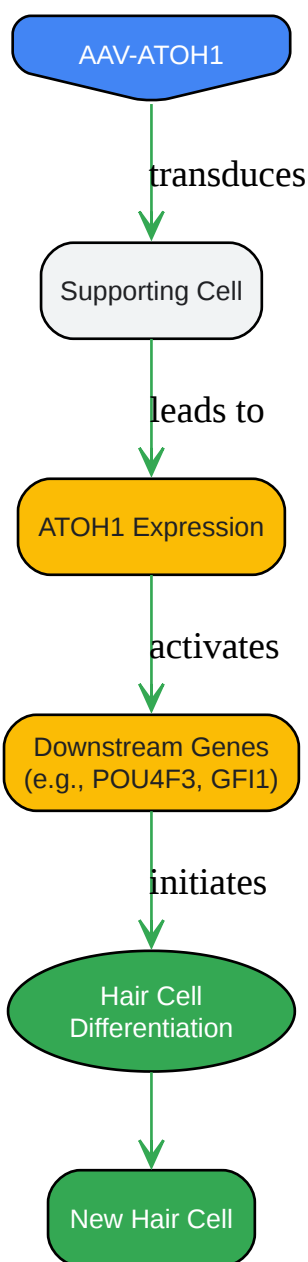 AAV-ATOH1
transduces
Supporting Cell
leads to
ATOH1 Expression
activates
Downstream Genes
(e.g., POU4F3, GFI1)
initiates
Hair Cell
Differentiation
New Hair Cell